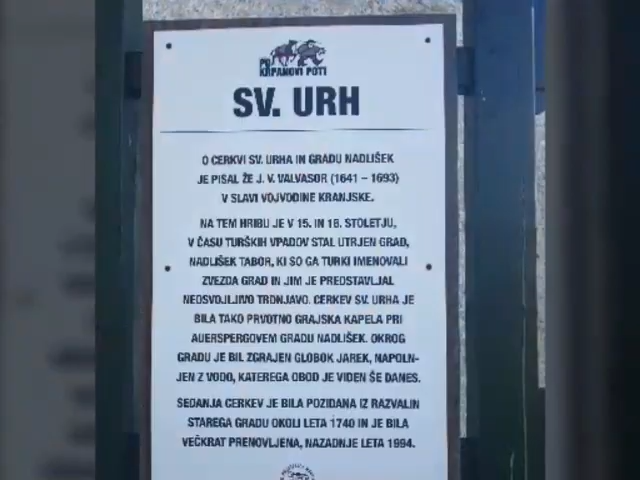 PO KRPANOVI POTI
SV. URH
O CERKVI SV. URHA IN GRADU NADLIŠEK
JE PISAL ŽE J. V. VALVASOR (1641 – 1693)
V SLAVI VOJVODINE KRANJSKE.
NA TEM HRIBU JE V 15. IN 16. STOLETJU,
V ČASU TURŠKIH VPADOV STAL UTRJEN GRAD,
NADLIŠEK TABOR, KI SO GA TURKI IMENOVALI
ZVEZDA GRAD IN JIM JE PREDSTAVLJAL
NEOSVOJLJIVO TRDNJAVO. CERKEV SV. URHA JE
BILA TAKO PRVOTNO GRAJSKA KAPELA PRI
AUERSPERGOVEM GRADU NADLIŠEK. OKROG
GRADU JE BIL ZGRAJEN GLOBOK JAREK, NAPOLN-
JEN Z VODO, KATEREGA OBOD JE VIDEN ŠE DANES.
SEDANJA CERKEV JE BILA POZIDANA IZ RAZVALIN
STAREGA GRADU OKOLI LETA 1740 IN JE BILA
VEČKRAT PRENOVLJENA, NAZADNJE LETA 1994.